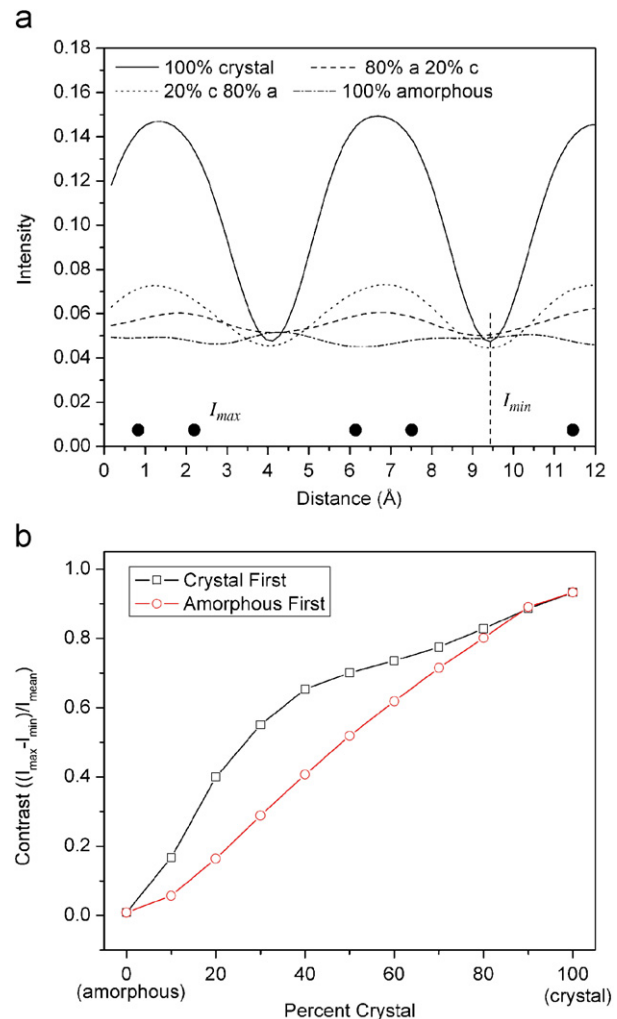 a
0.18
0.16
0.14
0.12
0.10
0.08
0.06
0.04
0.02
0.00
Intensity
100% crystal
80% a 20% c
20% c 80% a
100% amorphous
I_max
I_min
0 1 2 3 4 5 6 7 8 9 10 11 12
Distance (Å)
b
1.0
0.8
0.6
0.4
0.2
0.0
Contrast ((I_max-I_min)/I_mean)
Crystal First
Amorphous First
0 20 40 60 80 100
(amorphous) (crystal)
Percent Crystal